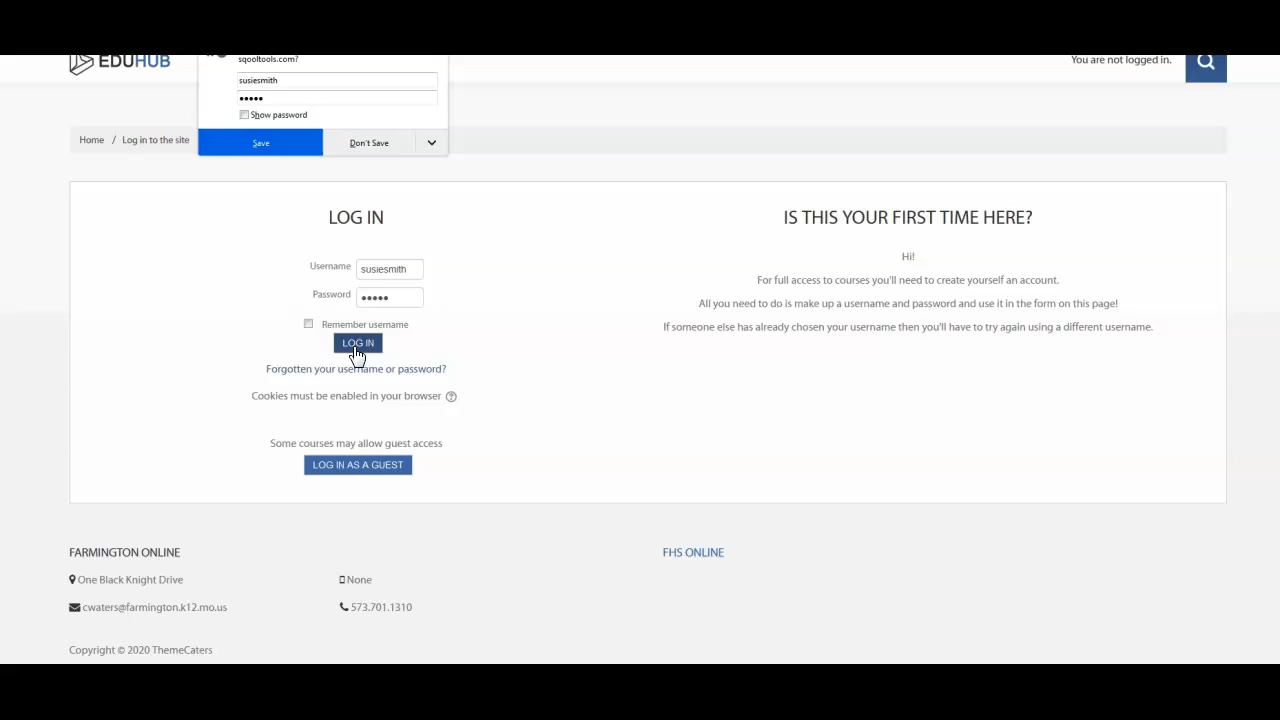 EDUHUB
sqooltools.com?
You are not logged in.
susiesmith
•••••
Show password
Save
Don't Save
Home / Log in to the site
LOG IN
Username susiesmith
Password •••••
Remember username
LOG IN
Forgotten your username or password?
Cookies must be enabled in your browser
Some courses may allow guest access
LOG IN AS A GUEST
IS THIS YOUR FIRST TIME HERE?
Hi!
For full access to courses you'll need to create yourself an account.
All you need to do is make up a username and password and use it in the form on this page!
If someone else has already chosen your username then you'll have to try again using a different username.
FARMINGTON ONLINE
One Black Knight Drive
None
cwaters@farmington.k12.mo.us
573.701.1310
FHS ONLINE
Copyright © 2020 ThemeCaters